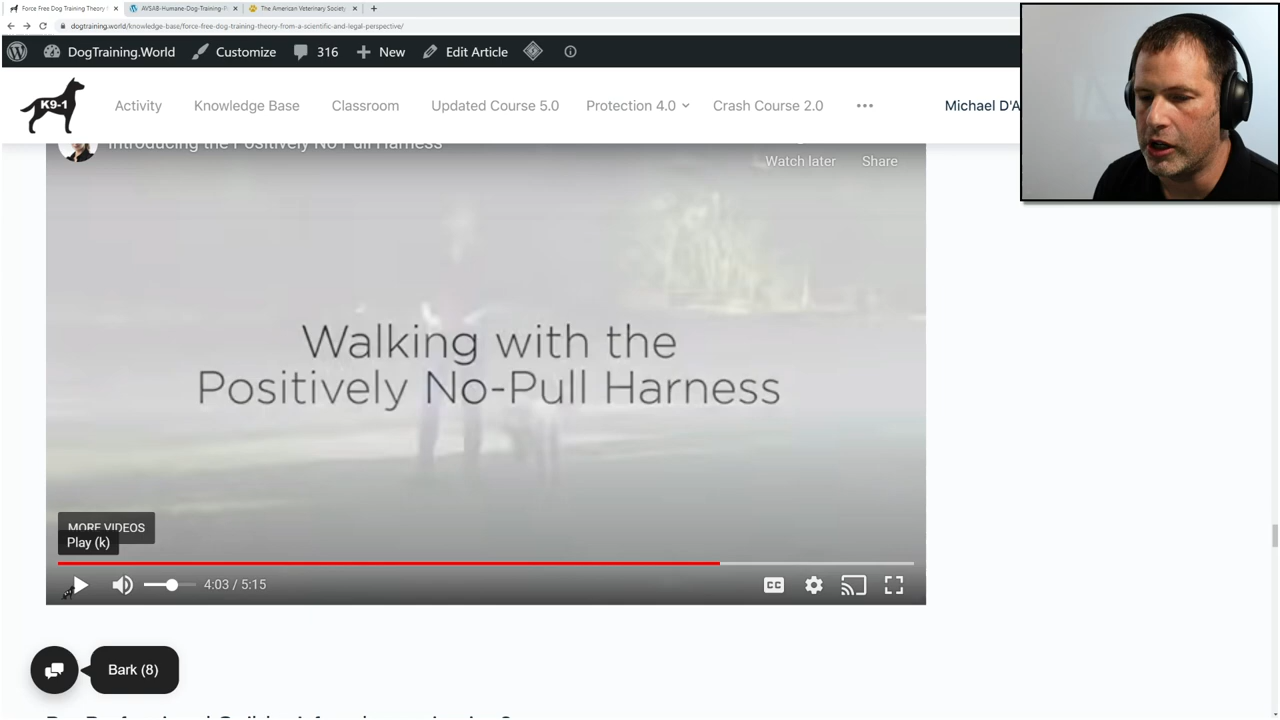 Force Free Dog Training Theory
AVSAB-Humane-Dog-Training-P
The American Veterinary Society
dogtraining.world/knowledge-base/force-free-dog-training-theory-from-a-scientific-and-legal-perspective/
DogTraining.World Customize 316 New Edit Article
K9-1 Activity Knowledge Base Classroom Updated Course 5.0 Protection 4.0 Crash Course 2.0 Michael D'A
Introducing the Positively No Pull Harness
Watch later Share
Walking with the
Positively No-Pull Harness
MORE VIDEOS
Play (k)
4:03 / 5:15 CC
Bark (8)